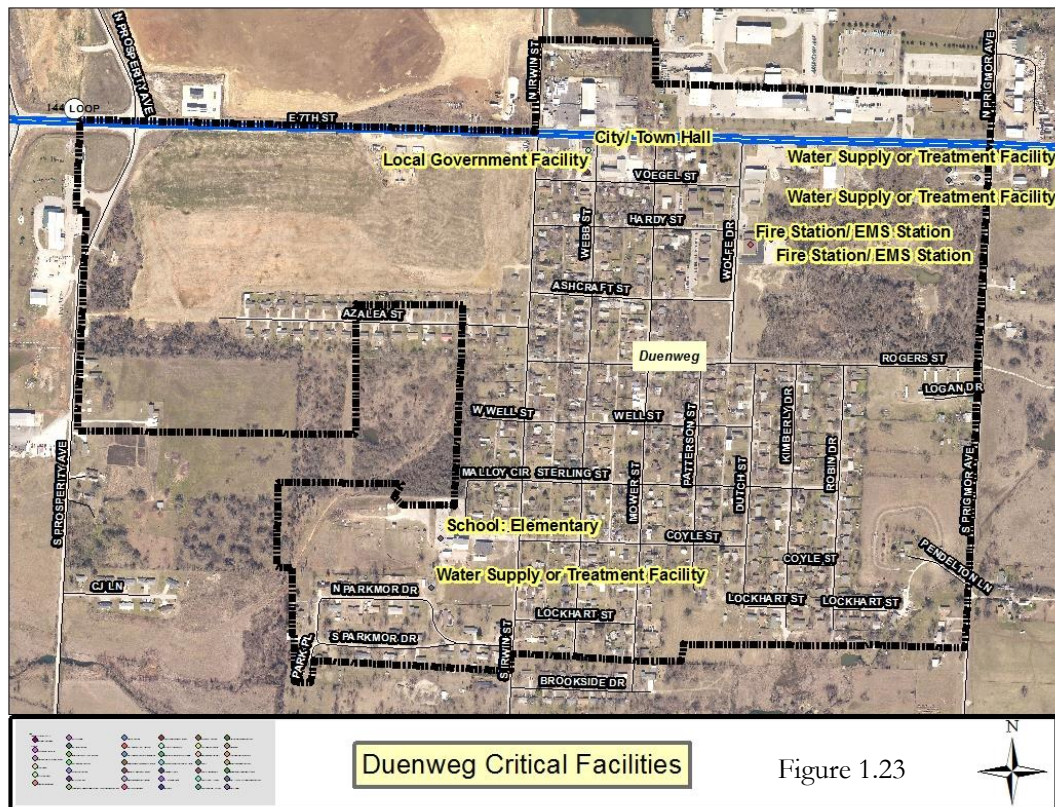 N PROSPERITY AVE
N IRWIN ST
N PRIGMOR AVE
144 LOOP
E 7TH ST
City/ Town Hall
Local Government Facility
Water Supply or Treatment Facility
VOEGEL ST
Water Supply or Treatment Facility
HARDY ST
WEBB ST
WOLFE DR
Fire Station/ EMS Station
Fire Station/ EMS Station
ASHCRAFT ST
AZALEA ST
Duenweg
ROGERS ST
LOGAN DR
W WELL ST
WELL ST
PATTERSON ST
KIMBERLY DR
ROBIN DR
DUTCH ST
MALLOY CIR
STERLING ST
MOWER ST
S PROSPERITY AVE
S PRIGMOR AVE
School: Elementary
COYLE ST
COYLE ST
PENDELTON LN
Water Supply or Treatment Facility
CJ LN
N PARKMOR DR
LOCKHART ST
LOCKHART ST
LOCKHART ST
S PARKMOR DR
PARK PL
S IRWIN ST
BROOKSIDE DR
Duenweg Critical Facilities
Figure 1.23
N